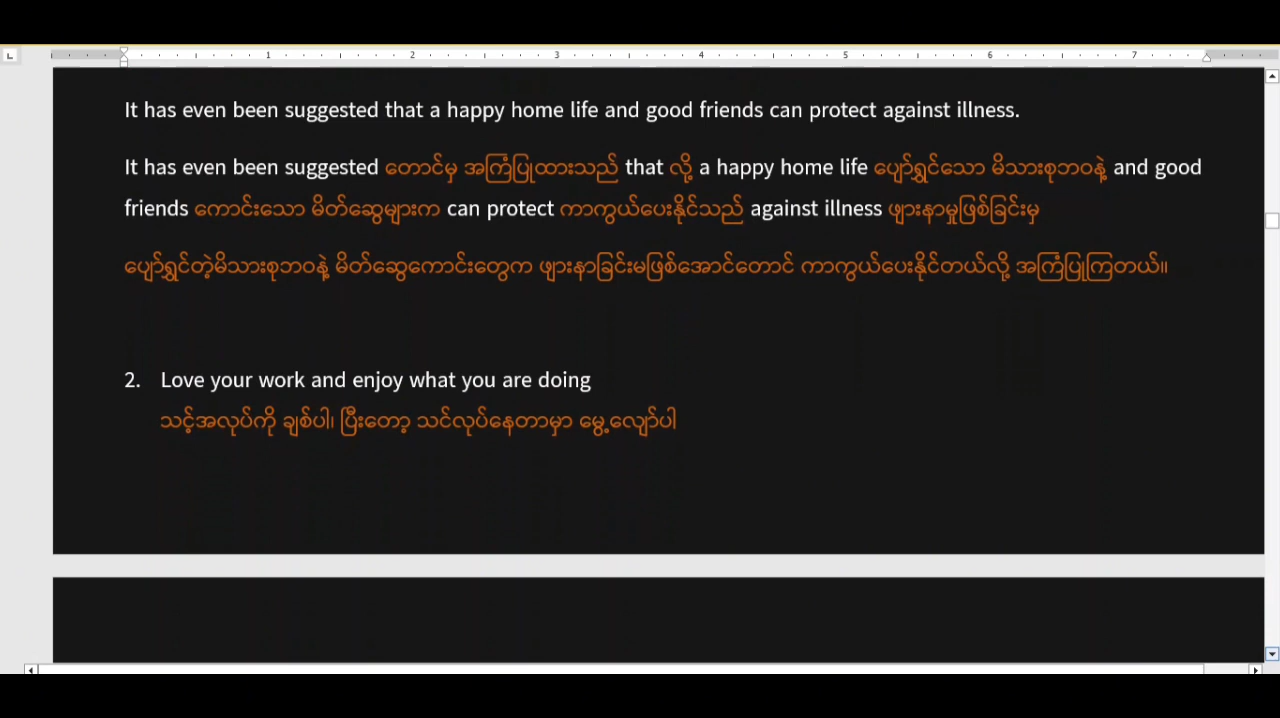 1 2 3 4 5 6 7
It has even been suggested that a happy home life and good friends can protect against illness.
It has even been suggested တောင်မှ အကြံပြုထားသည် that လို့ a happy home life ပျော်ရွှင်သော မိသားစုဘဝနဲ့ and good
friends ကောင်းသော မိတ်ဆွေများက can protect ကာကွယ်ပေးနိုင်သည် against illness ဖျားနာမှုဖြစ်ခြင်းမှ
ပျော်ရွှင်တဲ့မိသားစုဘဝနဲ့ မိတ်ဆွေကောင်းတွေက ဖျားနာခြင်းမဖြစ်အောင်တောင် ကာကွယ်ပေးနိုင်တယ်လို့ အကြံပြုကြတယ်။
2. Love your work and enjoy what you are doing
သင့်အလုပ်ကို ချစ်ပါ၊ ပြီးတော့ သင်လုပ်နေတာမှာ မွေ့လျော်ပါ